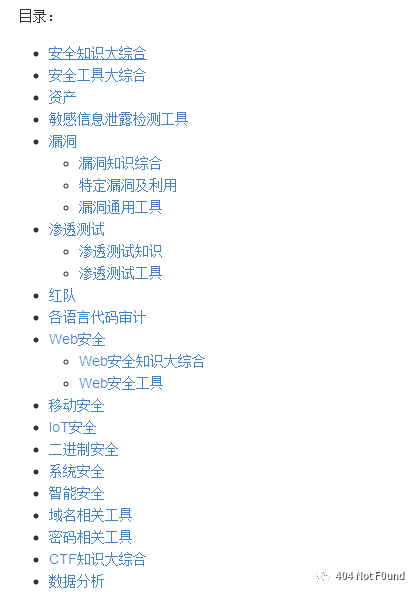 目录：
安全知识大综合
安全工具大综合
资产
敏感信息泄露检测工具
漏洞
漏洞知识综合
特定漏洞及利用
漏洞通用工具
渗透测试
渗透测试知识
渗透测试工具
红队
各语言代码审计
Web安全
Web安全知识大综合
Web安全工具
移动安全
IoT安全
二进制安全
系统安全
智能安全
域名相关工具
密码相关工具
CTF知识大综合
数据分析
404 Not F0und